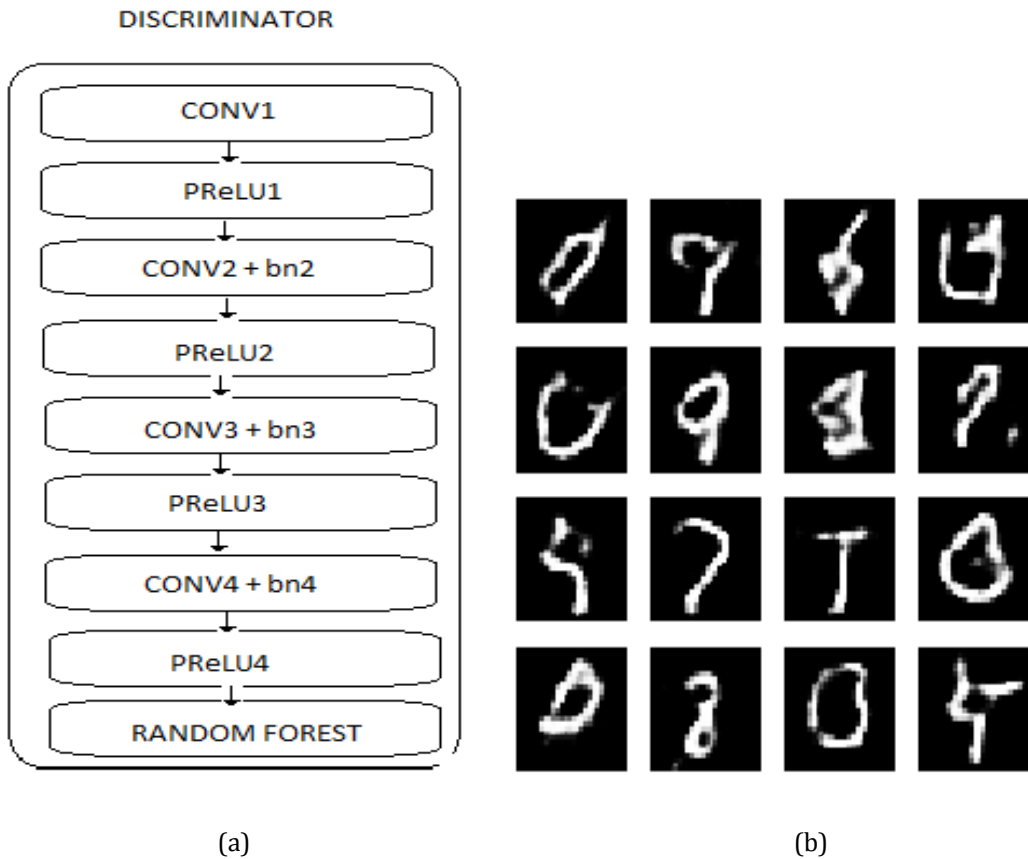 DISCRIMINATOR
CONV1
PReLU1
CONV2 + bn2
PReLU2
CONV3 + bn3
PReLU3
CONV4 + bn4
PReLU4
RANDOM FOREST
(a)
(b)